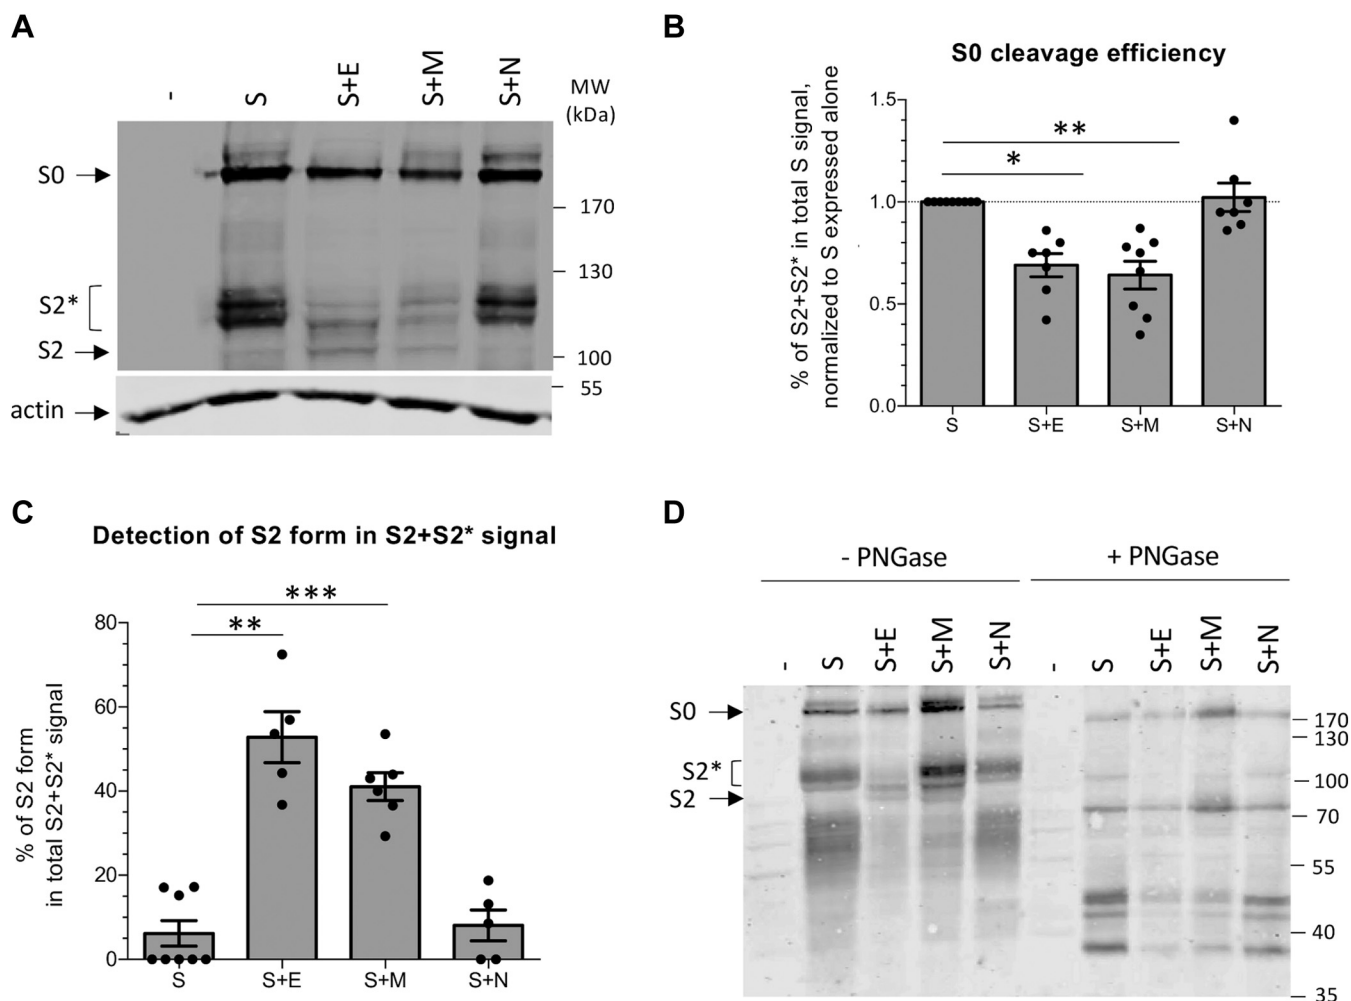 A
-
S
S+E
S+M
S+N
MW
(kDa)
S0
170
130
S2*
S2
100
55
actin
B
S0 cleavage efficiency
% of S2+S2* in total S signal,
normalized to S expressed alone
1.5
1.0
0.5
0.0
**
*
S
S+E
S+M
S+N
C
Detection of S2 form in S2+S2* signal
% of S2 form
in total S2+S2* signal
80
60
40
20
0
***
**
S
S+E
S+M
S+N
D
- PNGase
+ PNGase
-
S
S+E
S+M
S+N
-
S
S+E
S+M
S+N
S0
S2*
S2
170
130
100
70
55
40
35